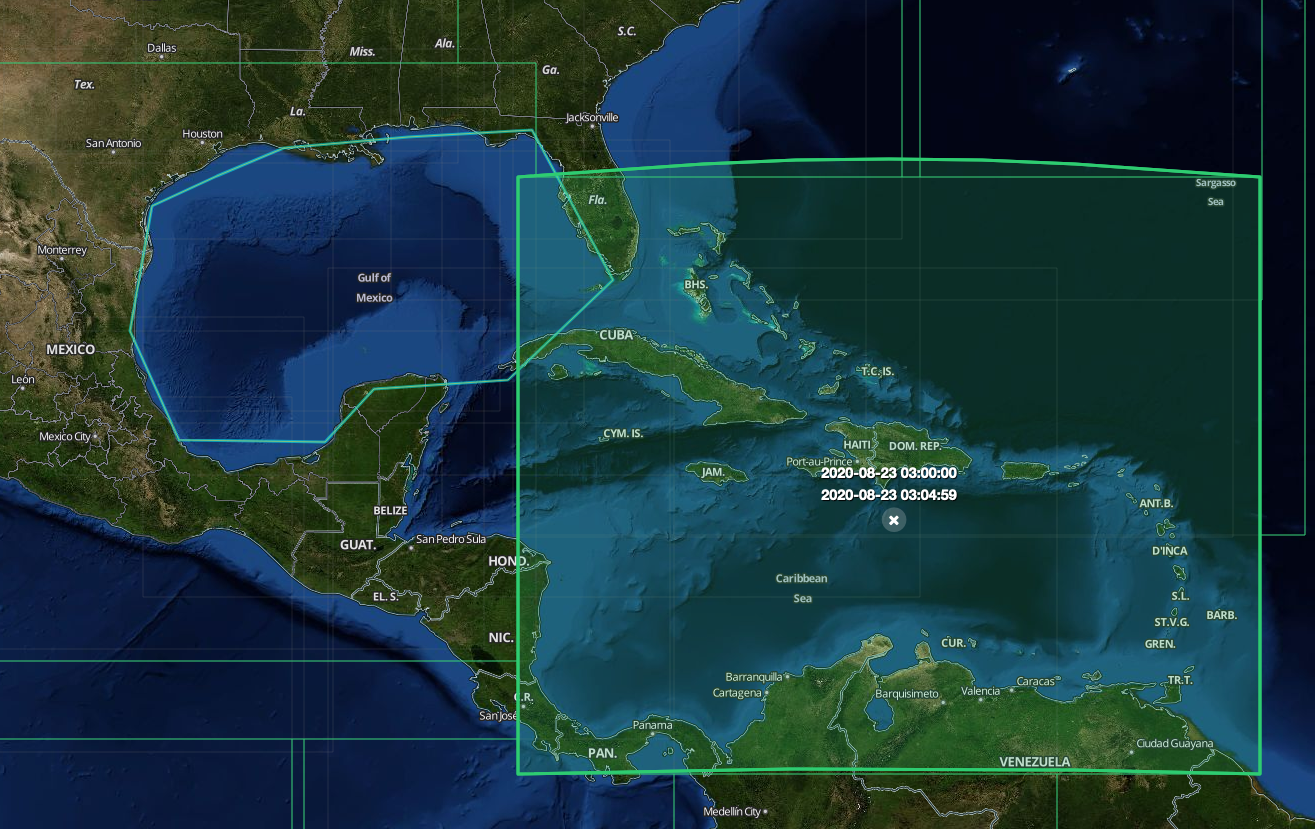 S.C.
Dallas
Miss.
Ala.
Ga.
Tex.
La.
Jacksonville
Houston
San Antonio
Sargasso
Sea
Fla.
Monterrey
Gulf of
Mexico
BHS.
CUBA
MEXICO
T.C. IS.
León
CYM. IS.
Mexico City
HAITI
DOM. REP.
Port-au-Prince
JAM.
2020-08-23 03:00:00
2020-08-23 03:04:59
ANT.B.
BELIZE
GUAT.
San Pedro Sula
D'INCA
HOND.
Caribbean
Sea
EL. S.
S.L.
BARB.
ST.V.G.
NIC.
CUR.
GREN.
Barranquilla
Caracas
TR.T.
Cartagena
Barquisimeto
Valencia
C.R.
San José
Panama
Ciudad Guayana
PAN.
VENEZUELA
Medellín City